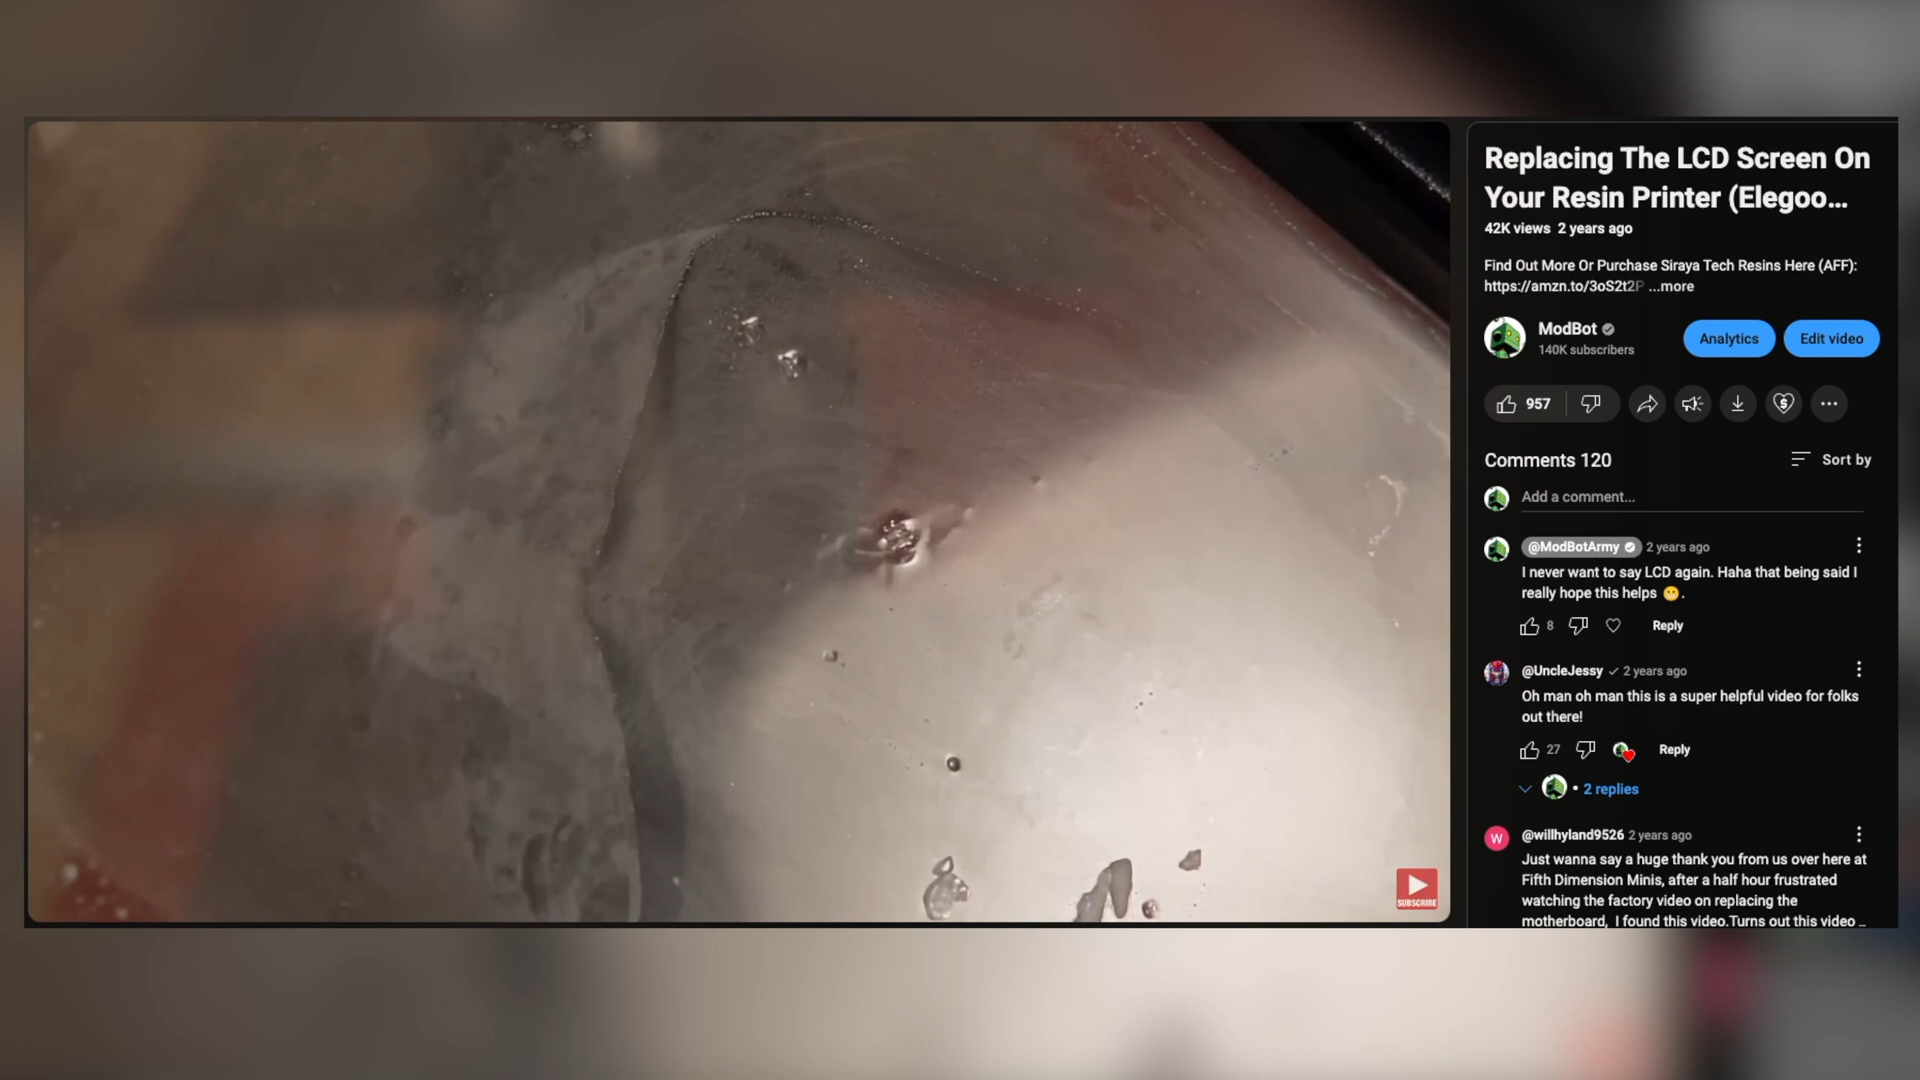 Replacing The LCD Screen On
Your Resin Printer (Elegoo...
42K views 2 years ago
Find Out More Or Purchase Siraya Tech Resins Here (AFF):
https://amzn.to/3oS2t2P ...more
ModBot
140K subscribers
Analytics
Edit video
957
Comments 120
Sort by
Add a comment...
@ModBotArmy 2 years ago
I never want to say LCD again. Haha that being said I
really hope this helps 😬.
8
Reply
@UncleJessy 2 years ago
Oh man oh man this is a super helpful video for folks
out there!
27
Reply
• 2 replies
W
@willhyland9526 2 years ago
Just wanna say a huge thank you from us over here at
Fifth Dimension Minis, after a half hour frustrated
watching the factory video on replacing the
motherboard, I found this video.Turns out this video ...
SUBSCRIBE